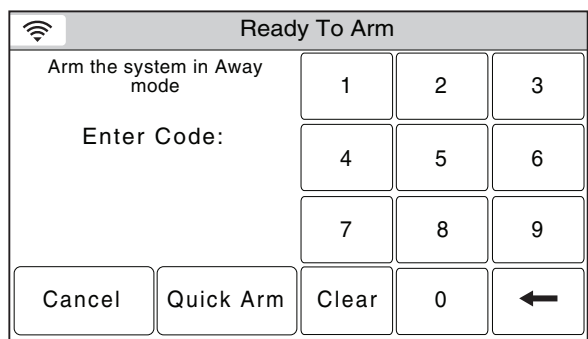 Ready To Arm
Arm the system in Away
mode
Enter Code:
1 2 3
4 5 6
7 8 9
Cancel Quick Arm Clear 0